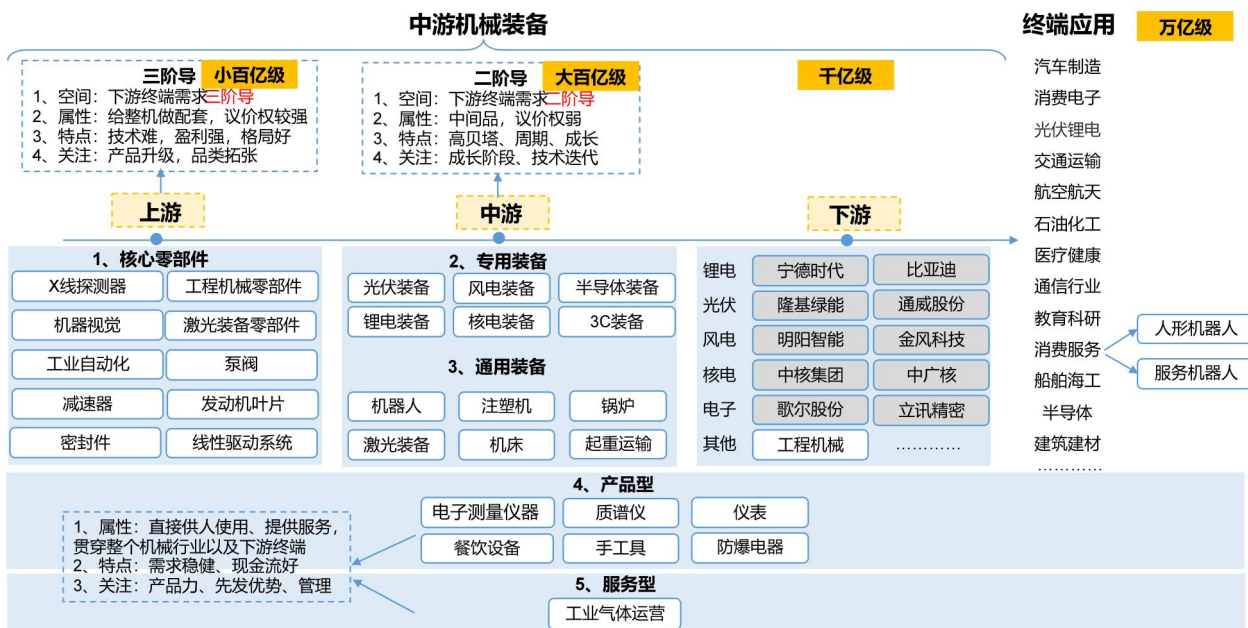 中游机械装备
终端应用
万亿级
三阶导
小百亿级
1、空间：下游终端需求三阶导
2、属性：给整机做配套，议价权较强
3、特点：技术难，盈利强，格局好
4、关注：产品升级，品类拓张
二阶导
大百亿级
1、空间：下游终端需求二阶导
2、属性：中间品，议价权弱
3、特点：高贝塔、周期、成长
4、关注：成长阶段、技术迭代
千亿级
上游
中游
下游
1、核心零部件
X线探测器
工程机械零部件
机器视觉
激光装备零部件
工业自动化
泵阀
减速器
发动机叶片
密封件
线性驱动系统
2、专用装备
光伏装备
风电装备
半导体装备
锂电装备
核电装备
3C装备
3、通用装备
机器人
注塑机
锅炉
激光装备
机床
起重运输
锂电
宁德时代
比亚迪
光伏
隆基绿能
通威股份
风电
明阳智能
金风科技
核电
中核集团
中广核
电子
歌尔股份
立讯精密
其他
工程机械
…………
汽车制造
消费电子
光伏锂电
交通运输
航空航天
石油化工
医疗健康
通信行业
教育科研
消费服务
船舶海工
半导体
建筑建材
…………
人形机器人
服务机器人
4、产品型
电子测量仪器
质谱仪
仪表
餐饮设备
手工具
防爆电器
1、属性：直接供人使用、提供服务，
贯穿整个机械行业以及下游终端
2、特点：需求稳健、现金流好
3、关注：产品力、先发优势、管理
5、服务型
工业气体运营